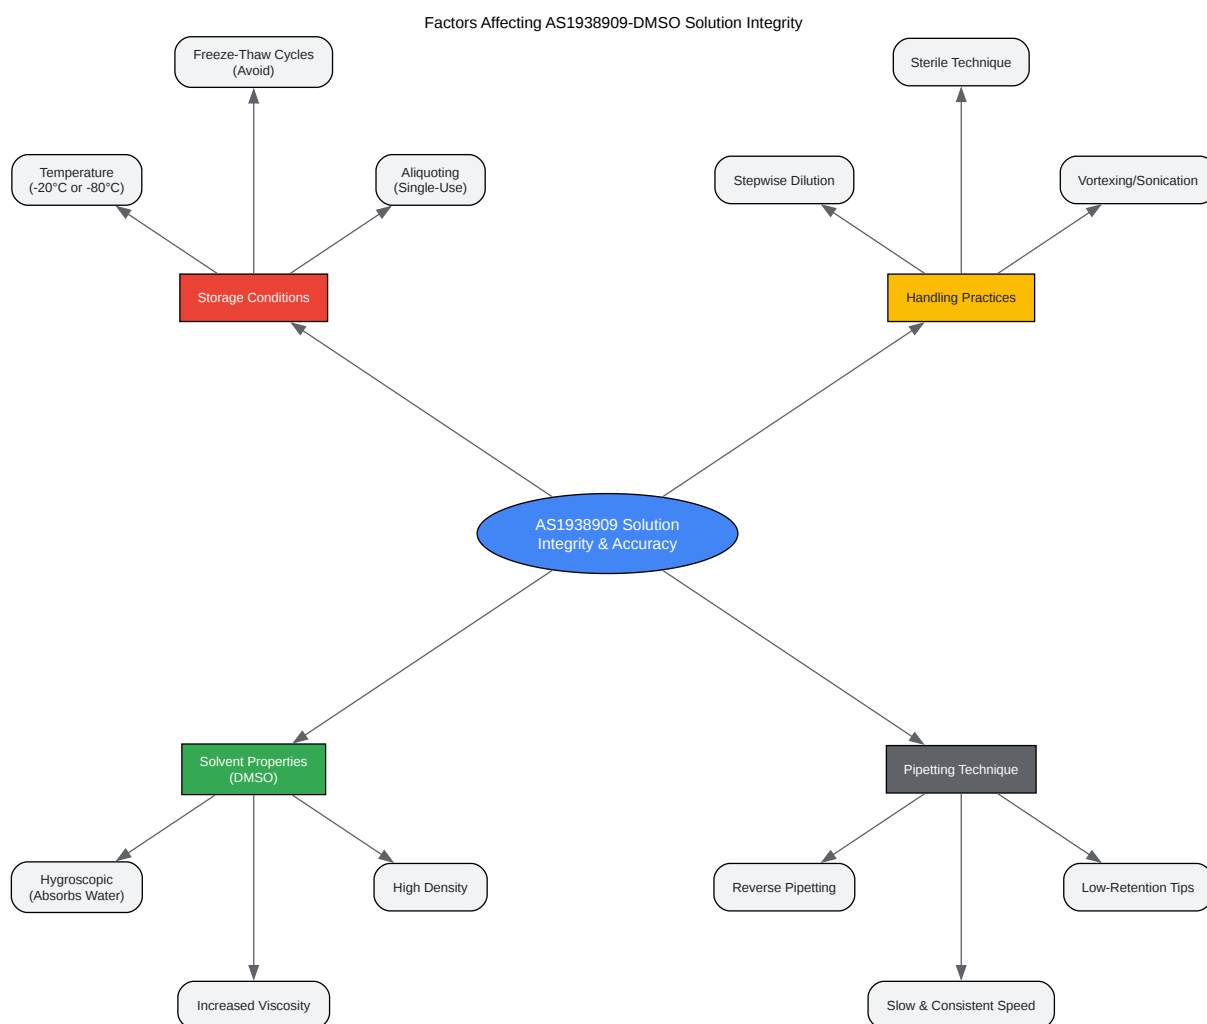 Factors Affecting AS1938909-DMSO Solution Integrity
Freeze-Thaw Cycles
(Avoid)
Sterile Technique
Temperature
(-20°C or -80°C)
Aliquoting
(Single-Use)
Stepwise Dilution
Vortexing/Sonication
Storage Conditions
Handling Practices
AS1938909 Solution
Integrity & Accuracy
Solvent Properties
(DMSO)
Pipetting Technique
Hygroscopic
(Absorbs Water)
High Density
Reverse Pipetting
Low-Retention Tips
Increased Viscosity
Slow & Consistent Speed